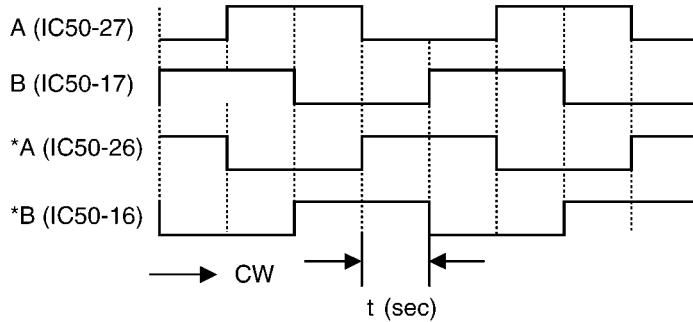 A (IC50-27)
B (IC50-17)
*A (IC50-26)
*B (IC50-16)
CW
t (sec)